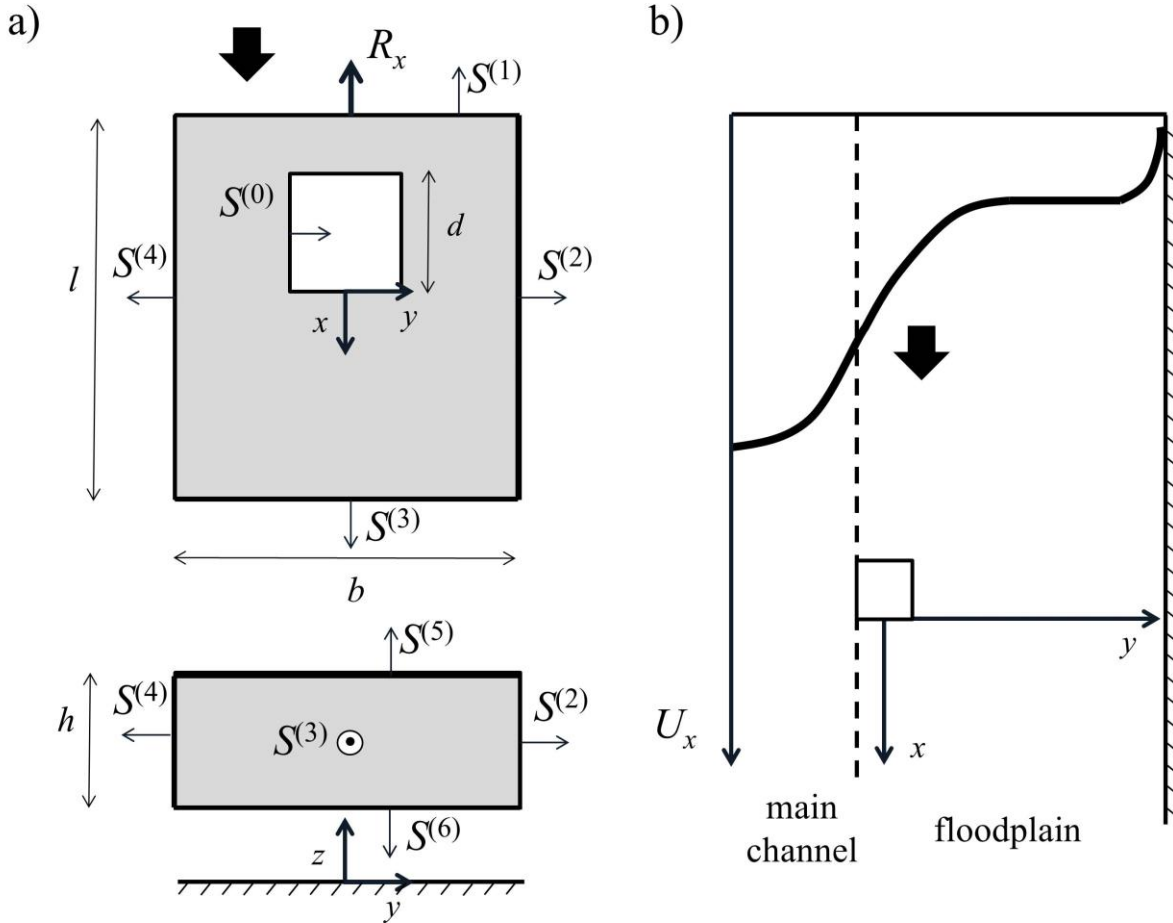 a)
R_x
S^(1)
S^(0)
d
S^(4)
S^(2)
l
x
y
S^(3)
b
S^(5)
S^(4)
S^(2)
h
S^(3)
S^(6)
z
y
b)
U_x
y
x
main
channel
floodplain